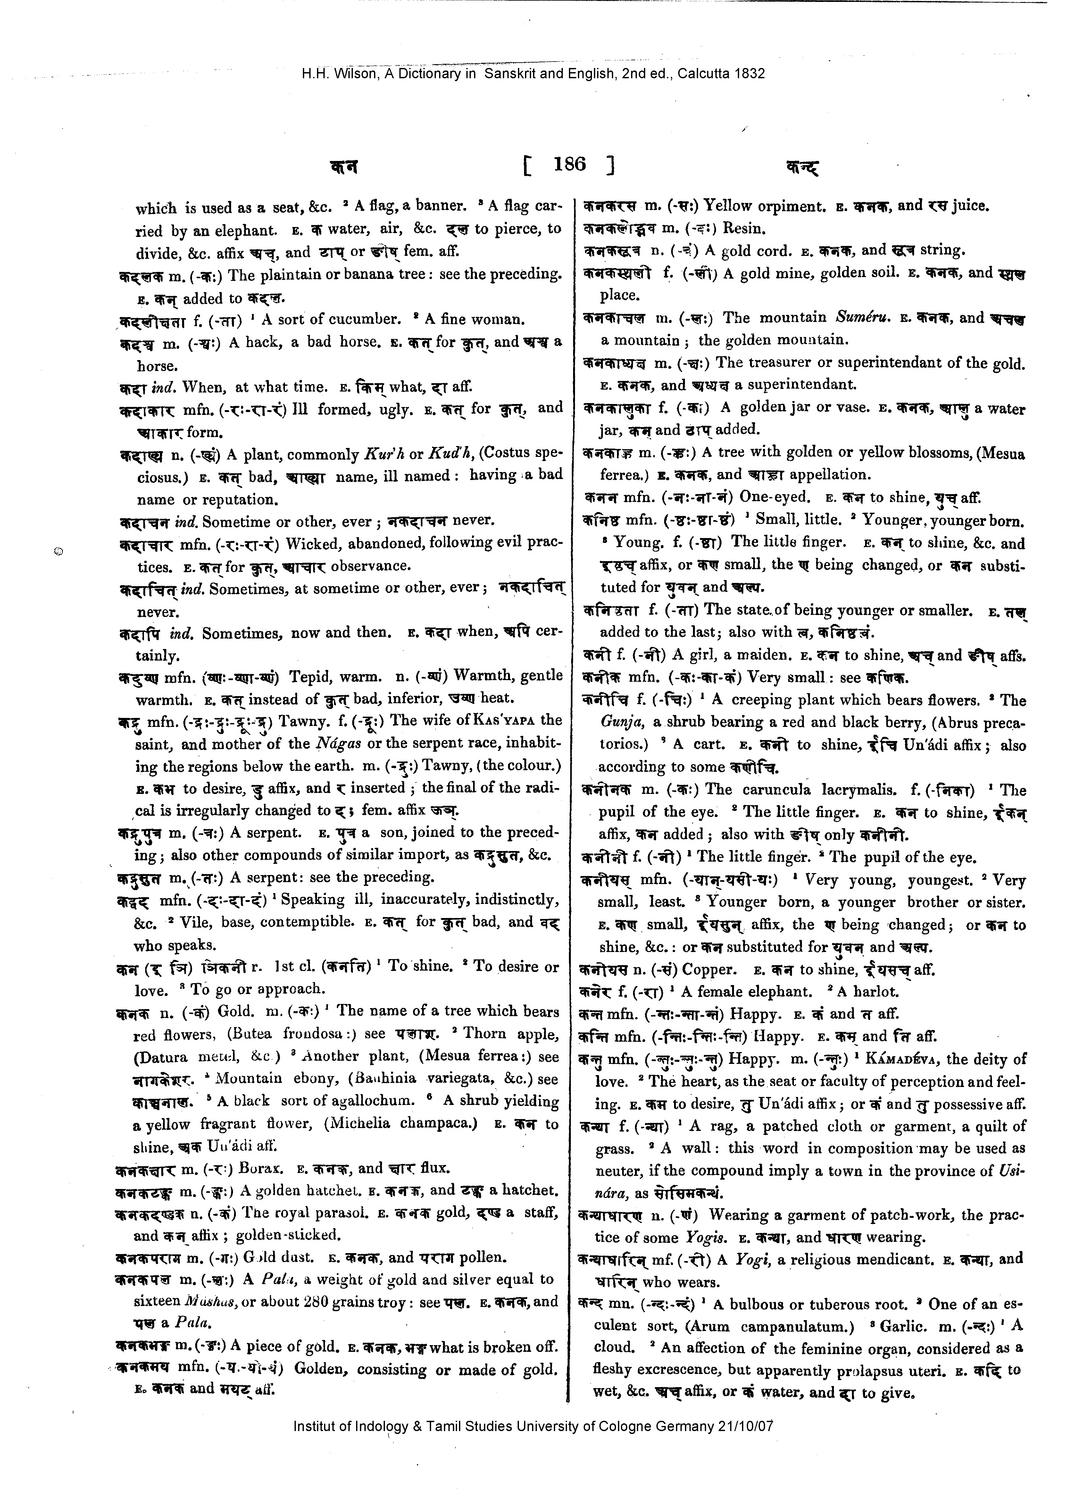 H.H. Wilson, A Dictionary in Sanskrit and English, 2nd ed., Calcutta 1832
कन [ 186 ] कन्द
which is used as a seat, &c. ² A flag, a banner. ³ A flag car-
ried by an elephant. E. क water, air, &c. दल to pierce, to
divide, &c. affix अच्, and टाप् or ङीष् fem. aff.
कदलक m. (-कः) The plaintain or banana tree : see the preceding.
E. कन् added to कदल.
कदलीचता f. (-ता) ¹ A sort of cucumber. ² A fine woman.
कदश्व m. (-श्वः) A hack, a bad horse. E. कत् for कुत्, and अश्व a
horse.
कदा ind. When, at what time. E. किम् what, दा aff.
कदाकार mfn. (-रः-रा-रं) Ill formed, ugly. E. कत् for कुत्, and
आकार form.
कदाख्य n. (-ख्यं) A plant, commonly Kur'h or Kud'h, (Costus spe-
ciosus.) E. कत् bad, आख्या name, ill named : having a bad
name or reputation.
कदाचन ind. Sometime or other, ever ; नकदाचन never.
कदाचार mfn. (-रः-रा-रं) Wicked, abandoned, following evil prac-
tices. E. कत् for कुत्, आचार observance.
कदाचित् ind. Sometimes, at sometime or other, ever ; नकदाचित्
never.
कदापि ind. Sometimes, now and then. E. कदा when, अपि cer-
tainly.
कदुष्ण mfn. (ष्णः-ष्णा-ष्णं) Tepid, warm. n. (-ष्णं) Warmth, gentle
warmth. E. कत् instead of कुत् bad, inferior, उष्ण heat.
कद्रु mfn. (-द्रुः-द्रुः-द्रूः-द्रु) Tawny. f. (-द्रूः) The wife of KAS'YAPA the
saint, and mother of the Nágas or the serpent race, inhabit-
ing the regions below the earth. m. (-द्रुः) Tawny, (the colour.)
E. कम to desire, डु affix, and र inserted ; the final of the radi-
cal is irregularly changed to द् ; fem. affix ऊञ्.
कद्रुपुत्र m. (-त्रः) A serpent. E. पुत्र a son, joined to the preced-
ing ; also other compounds of similar import, as कद्रुसुत, &c.
कद्रुसुत m. (-तः) A serpent : see the preceding.
कद्वद mfn. (-दः-दा-दं) ¹ Speaking ill, inaccurately, indistinctly,
&c. ² Vile, base, contemptible. E. कत् for कुत् bad, and वद
who speaks.
कन (ई ञि) ञिकनी r. 1st cl. (कनति) ¹ To shine. ² To desire or
love. ³ To go or approach.
कनक n. (-कं) Gold. m. (-कः) ¹ The name of a tree which bears
red flowers, (Butea frondosa :) see पलाश. ² Thorn apple,
(Datura metel, &c.) ³ Another plant, (Mesua ferrea :) see
नागकेशर. ⁴ Mountain ebony, (Bauhinia variegata, &c.) see
काञ्चनाल. ⁵ A black sort of agallochum. ⁶ A shrub yielding
a yellow fragrant flower, (Michelia champaca.) E. कन to
shine, अक Un'ádi aff.
कनकचार m. (-रः) Borax. E. कनक, and चार flux.
कनकटङ्क m. (-ङ्कः) A golden hatchet. E. कनक, and टङ्क a hatchet.
कनकदण्डक n. (-कं) The royal parasol. E. कनक gold, दण्ड a staff,
and कन् affix ; golden-sticked.
कनकपराग m. (-गः) Gold dust. E. कनक, and पराग pollen.
कनकपल m. (-लः) A Pala, a weight of gold and silver equal to
sixteen Máshas, or about 280 grains troy : see पल. E. कनक, and
पल a Pala.
कनकभङ्ग m. (-ङ्गः) A piece of gold. E. कनक, भङ्ग what is broken off.
कनकमय mfn. (-यः-यी-यं) Golden, consisting or made of gold.
E. कनक and मयट् aff.
कनकरस m. (-सः) Yellow orpiment. E. कनक, and रस juice.
कनकलोद्भव m. (-वः) Resin.
कनकसूत्र n. (-त्रं) A gold cord. E. कनक, and सूत्र string.
कनकस्थली f. (-ली) A gold mine, golden soil. E. कनक, and स्थल
place.
कनकाचल m. (-लः) The mountain Suméru. E. कनक, and अचल
a mountain ; the golden mountain.
कनकाध्यक्ष m. (-क्षः) The treasurer or superintendant of the gold.
E. कनक, and अध्यक्ष a superintendant.
कनकालुका f. (-का) A golden jar or vase. E. कनक, आलु a water
jar, कन् and टाप् added.
कनकाह्व m. (-ह्वः) A tree with golden or yellow blossoms, (Mesua
ferrea.) E. कनक, and आह्वा appellation.
कनन mfn. (-नः-ना-नं) One-eyed. E. कन to shine, युच् aff.
कनिष्ठ mfn. (-ष्ठः-ष्ठा-ष्ठं) ¹ Small, little. ² Younger, younger born.
³ Young. f. (-ष्ठा) The little finger. E. कन् to shine, &c. and
इष्ठच् affix, or कण small, the ण being changed, or कन substi-
tuted for युवन् and अल्प.
कनिष्ठता f. (-ता) The state of being younger or smaller. E. तल्
added to the last ; also with त्व, कनिष्ठत्वं.
कनी f. (-नी) A girl, a maiden. E. कन to shine, अच् and ङीष् affs.
कनीक mfn. (-कः-का-कं) Very small : see कणिक.
कनीचि f. (-चिः) ¹ A creeping plant which bears flowers. ² The
Gunja, a shrub bearing a red and black berry, (Abrus preca-
torios.) ³ A cart. E. कनी to shine, ईचि Un'ádi affix ; also
according to some कणीचि.
कनीनक m. (-कः) The caruncula lacrymalis. f. (-निका) ¹ The
pupil of the eye. ² The little finger. E. कन to shine, ईकन्
affix, कन् added ; also with ङीष् only कनीनी.
कनीनी f. (-नी) ¹ The little finger. ² The pupil of the eye.
कनीयस् mfn. (-यान्-यसी-यः) ¹ Very young, youngest. ² Very
small, least. ³ Younger born, a younger brother or sister.
E. कण small, ईयसुन् affix, the ण being changed ; or कन to
shine, &c. : or कन substituted for युवन् and अल्प.
कनीयस n. (-सं) Copper. E. कन to shine, ईयसच् aff.
कनेर f. (-रा) ¹ A female elephant. ² A harlot.
कन्त mfn. (-न्तः-न्ता-न्तं) Happy. E. कं and त aff.
कन्ति mfn. (-न्तिः-न्तिः-न्ति) Happy. E. कम् and ति aff.
कन्तु mfn. (-न्तुः-न्तुः-न्तु) Happy. m. (-न्तुः) ¹ KÁMADÉVA, the deity of
love. ² The heart, as the seat or faculty of perception and feel-
ing. E. कम to desire, तु Un'ádi affix ; or कं and तु possessive aff.
कन्था f. (-न्था) ¹ A rag, a patched cloth or garment, a quilt of
grass. ² A wall : this word in composition may be used as
neuter, if the compound imply a town in the province of Usi-
nára, as सोसिमकन्थं.
कन्थाधारण n. (-णं) Wearing a garment of patch-work, the prac-
tice of some Yogis. E. कन्था, and धारण wearing.
कन्थाधारिन् mf. (-री) A Yogi, a religious mendicant. E. कन्था, and
धारिन् who wears.
कन्द mn. (-न्दः-न्दं) ¹ A bulbous or tuberous root. ² One of an es-
culent sort, (Arum campanulatum.) ³ Garlic. m. (-न्दः) ¹ A
cloud. ² An affection of the feminine organ, considered as a
fleshy excrescence, but apparently prolapsus uteri. E. कदि to
wet, &c. अच् affix, or कं water, and दा to give.
Institut of Indology & Tamil Studies University of Cologne Germany 21/10/07